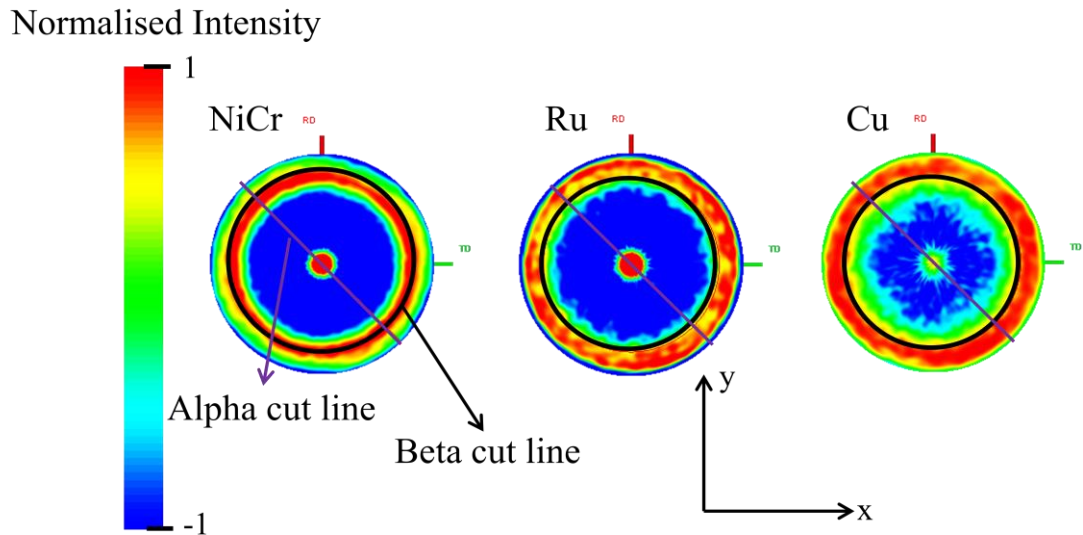 Normalised Intensity
1
NiCr
RD
TD
Ru
RD
TD
Cu
RD
TD
Alpha cut line
Beta cut line
y
x
-1